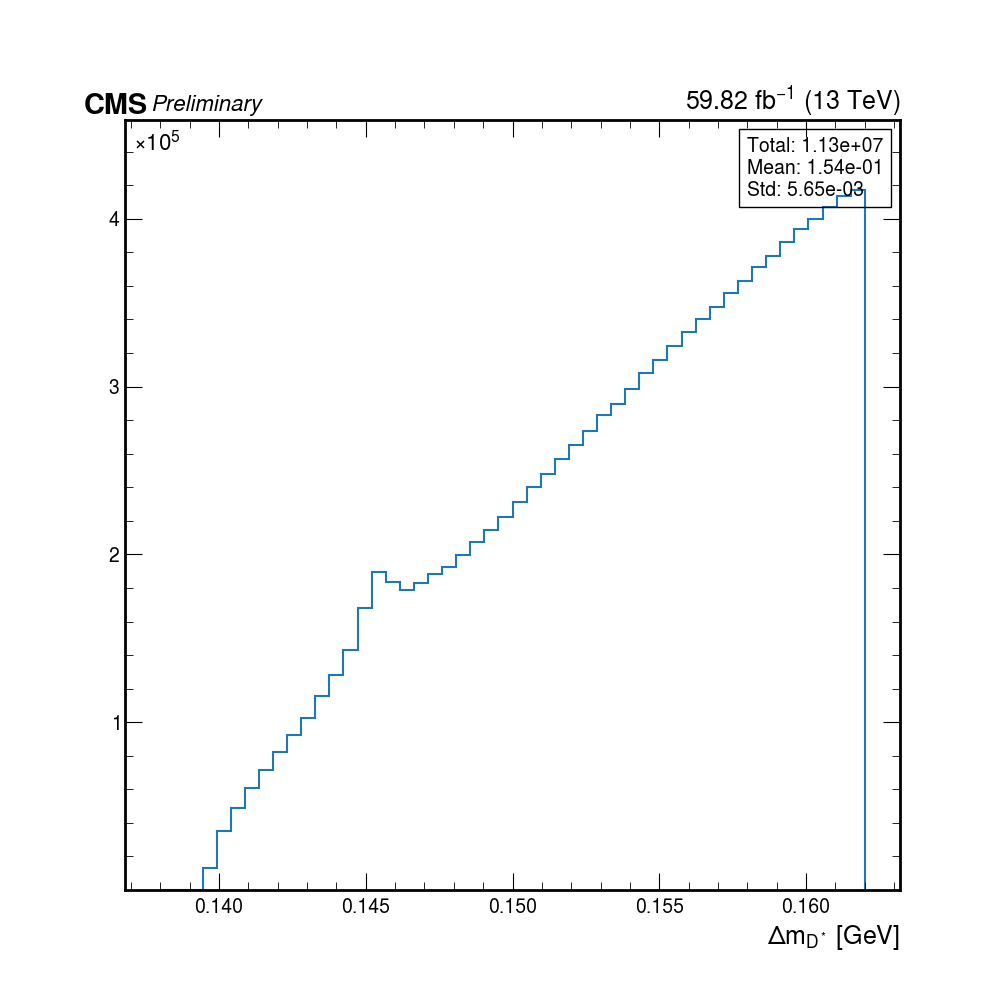 CMS Preliminary
59.82 fb⁻¹ (13 TeV)
×10⁵
Total: 1.13e+07
Mean: 1.54e-01
Std: 5.65e-03
4
3
2
1
0.140 0.145 0.150 0.155 0.160
Δm_D* [GeV]